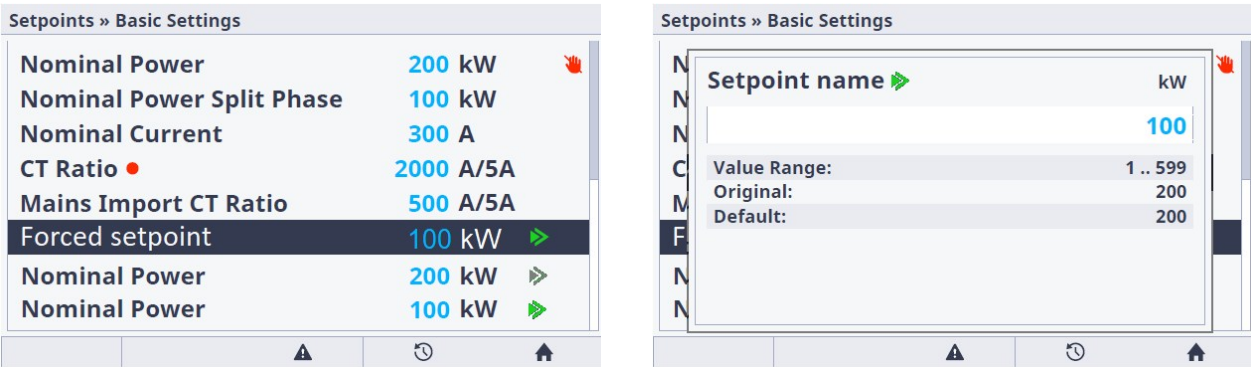 Setpoints » Basic Settings
Nominal Power 200 kW
Nominal Power Split Phase 100 kW
Nominal Current 300 A
CT Ratio 2000 A/5A
Mains Import CT Ratio 500 A/5A
Forced setpoint 100 kW
Nominal Power 200 kW
Nominal Power 100 kW
Setpoints » Basic Settings
Setpoint name kW
100
Value Range: 1 .. 599
Original: 200
Default: 200